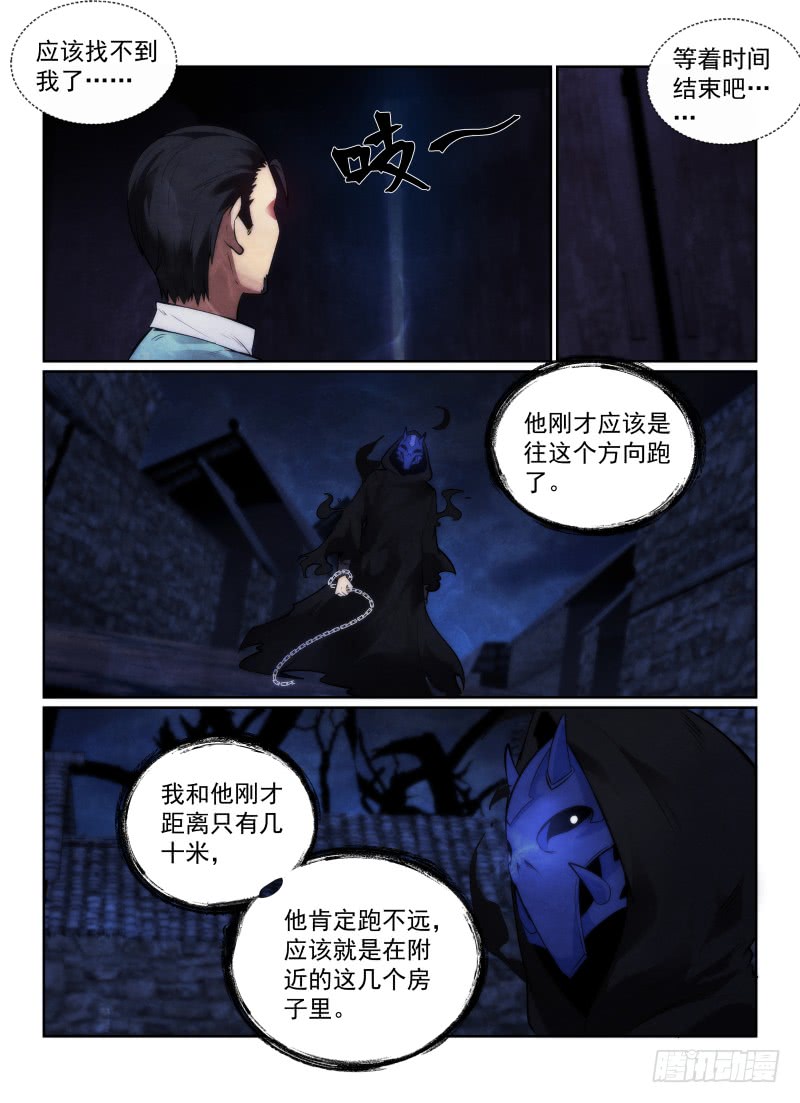 应该找不到
我了……
吱一
等着时间
结束吧…
…
他刚才应该是
往这个方向跑
了。
我和他刚才
距离只有几
十米，
他肯定跑不远，
应该就是在附
近的这几个房
子里。
腾讯动漫